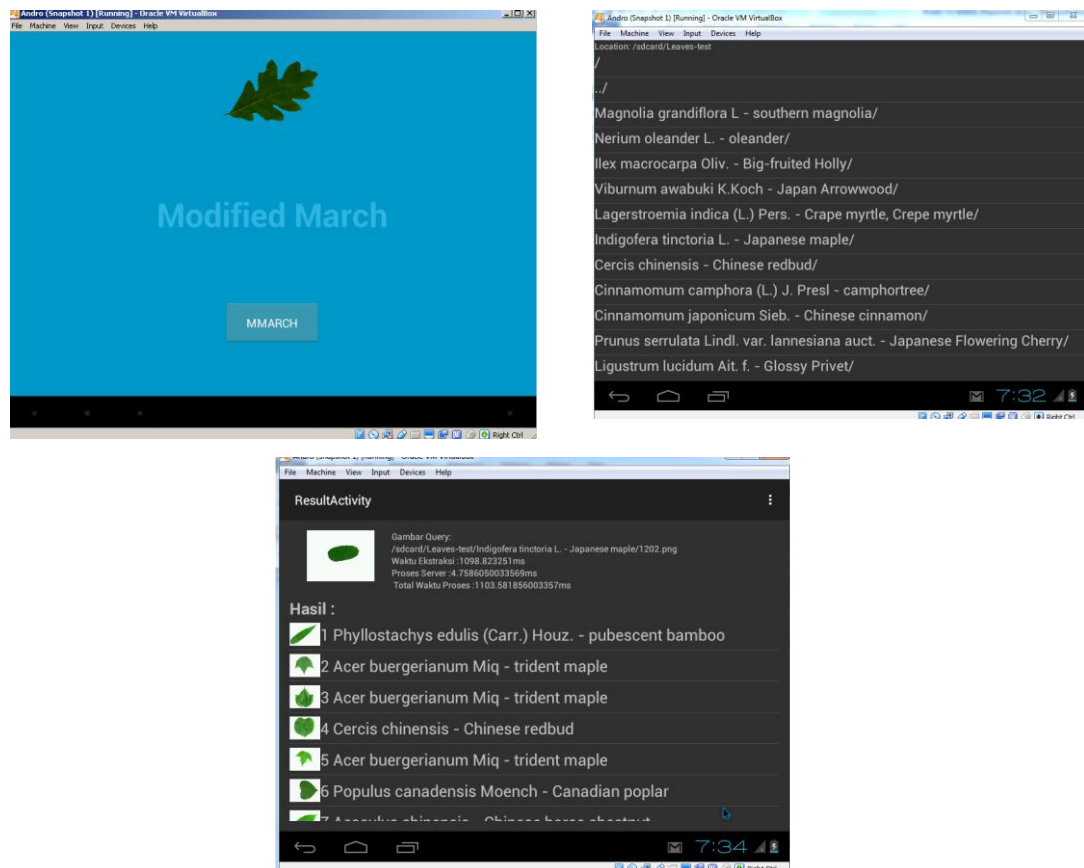 Andro (Snapshot 1) [Running] - Oracle VM VirtualBox
File Machine View Input Devices Help
Modified March
MMARCH
Right Ctrl
Andro (Snapshot 1) [Running] - Oracle VM VirtualBox
File Machine View Input Devices Help
Location: /sdcard/Leaves-test
/
../
Magnolia grandiflora L - southern magnolia/
Nerium oleander L. - oleander/
Ilex macrocarpa Oliv. - Big-fruited Holly/
Viburnum awabuki K.Koch - Japan Arrowwood/
Lagerstroemia indica (L.) Pers. - Crape myrtle, Crepe myrtle/
Indigofera tinctoria L. - Japanese maple/
Cercis chinensis - Chinese redbud/
Cinnamomum camphora (L.) J. Presl - camphortree/
Cinnamomum japonicum Sieb. - Chinese cinnamon/
Prunus serrulata Lindl. var. lannesiana auct. - Japanese Flowering Cherry/
Ligustrum lucidum Ait. f. - Glossy Privet/
7:32
Right Ctrl
File Machine View Input Devices Help
ResultActivity
Gambar Query:
/sdcard/Leaves-test/Indigofera tinctoria L. - Japanese maple/1202.png
Waktu Ekstraksi :1098.823251ms
Proses Server :4.7586050033569ms
Total Waktu Proses :1103.581856003357ms
Hasil :
1 Phyllostachys edulis (Carr.) Houz. - pubescent bamboo
2 Acer buergerianum Miq - trident maple
3 Acer buergerianum Miq - trident maple
4 Cercis chinensis - Chinese redbud
5 Acer buergerianum Miq - trident maple
6 Populus canadensis Moench - Canadian poplar
7:34